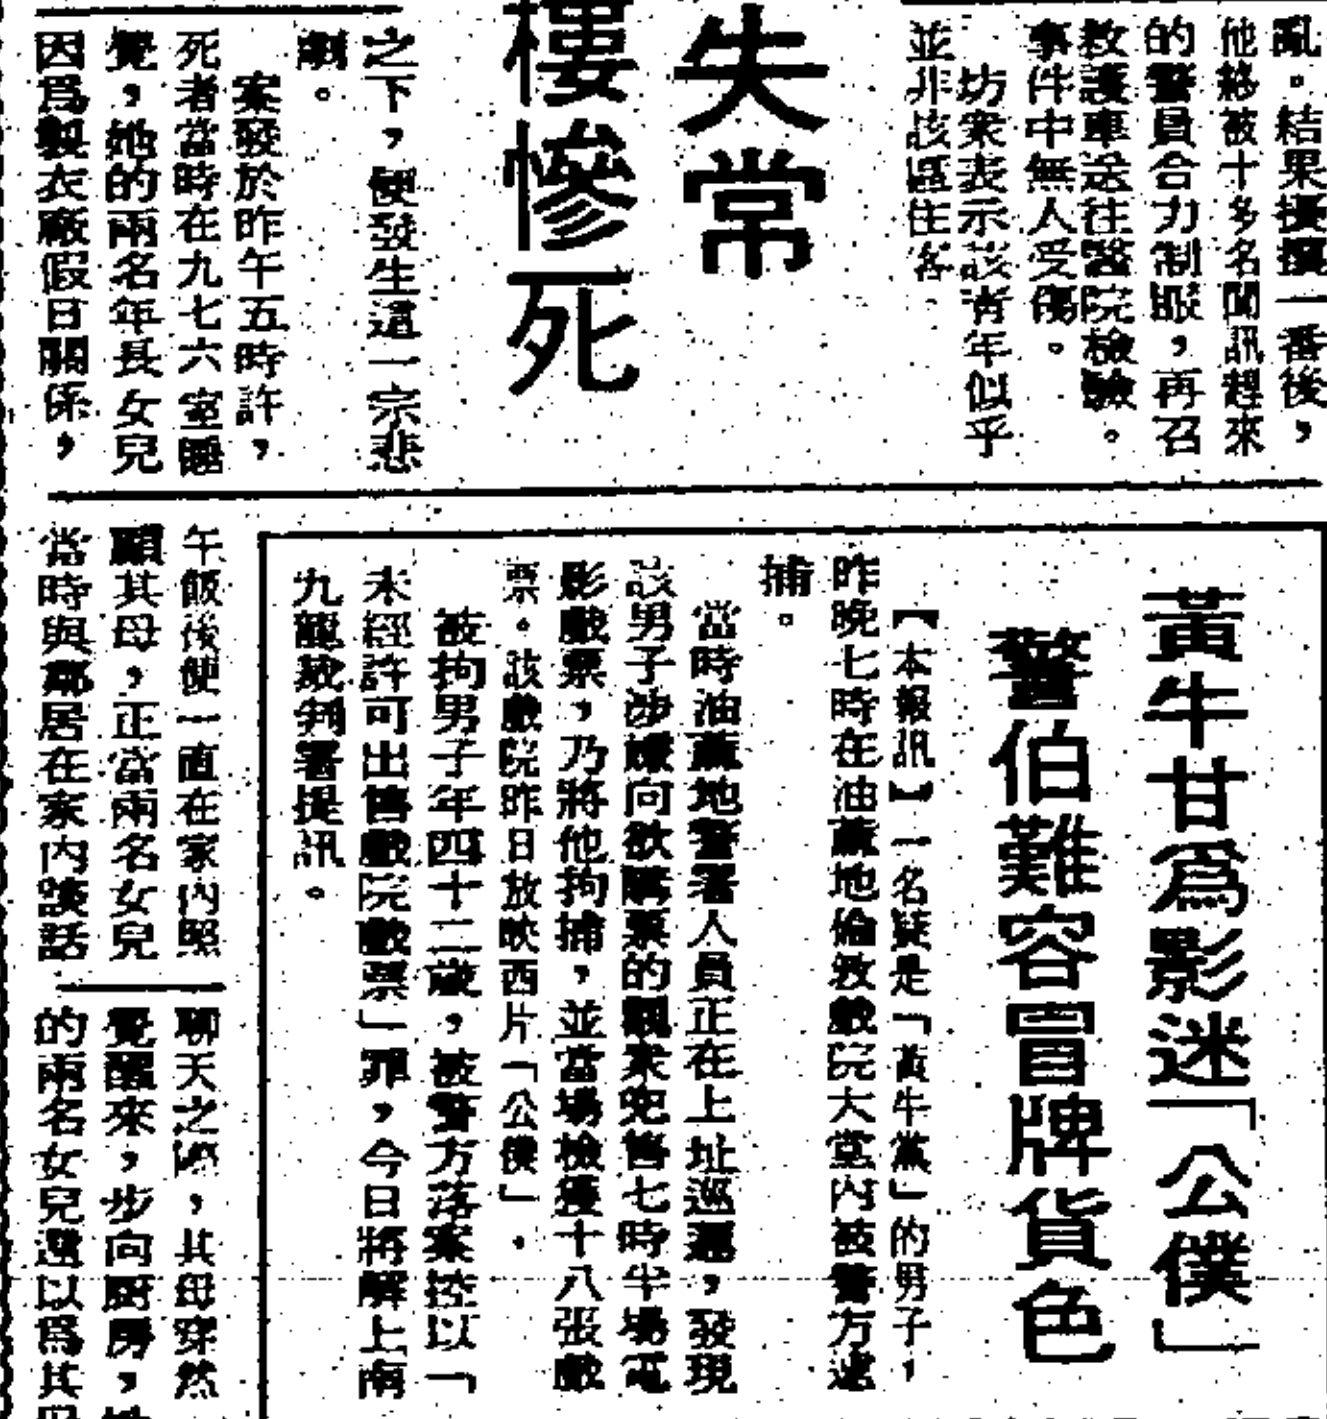 亂。結果擾攘一番後，
他終被十多名聞訊趕來
的警員合力制服，再召
救護車送往醫院檢驗。
事件中無人受傷。
坊衆表示該青年似乎
並非該區住客。
失常
樓慘死
之下，便發生這一宗悲
劇。
案發於昨午五時許，
死者當時在九七六室睡
覺，她的兩名年長女兒
因爲製衣廠假日關係，
午飯後便一直在家內照
顧其母，正當兩名女兒
當時與鄰居在家內談話
聊天之際，其母穿然
覺醒來，步向厨房，她
的兩名女兒還以爲其母
黃牛甘爲影迷「公僕」
警伯難容冒牌貨色
【本報訊】一名疑是「黃牛黨」的男子，
昨晚七時在油蔴地倫敦戲院大堂內被警方逮
捕。
當時油蔴地警署人員正在上址巡邏，發現
該男子涉嫌向欲購票的觀衆兜售七時半場電
影戲票，乃將他拘捕，並當場檢獲十八張戲
票。該戲院昨日放映西片「公僕」．
被拘男子年四十二歲，被警方落案控以「
未經許可出售戲院戲票」罪，今日將解上南
九龍裁判署提訊。